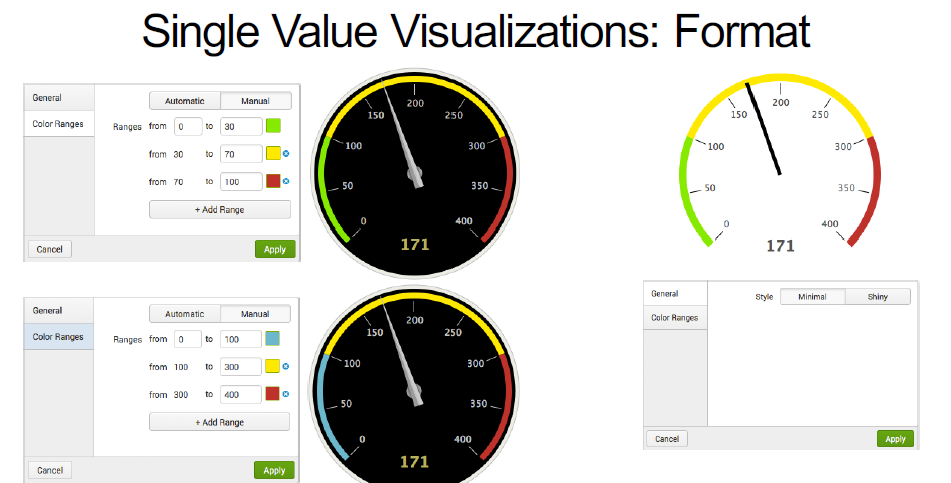 Single Value Visualizations: Format
General
Color Ranges
Automatic Manual
Ranges from 0 to 30
from 30 to 70
from 70 to 100
+ Add Range
Cancel Apply
0
50
100
150
200
250
300
350
400
171
0
50
100
150
200
250
300
350
400
171
General
Color Ranges
Automatic Manual
Ranges from 0 to 100
from 100 to 300
from 300 to 400
+ Add Range
Cancel Apply
0
50
100
150
200
250
300
350
400
171
General
Color Ranges
Style Minimal Shiny
Cancel Apply